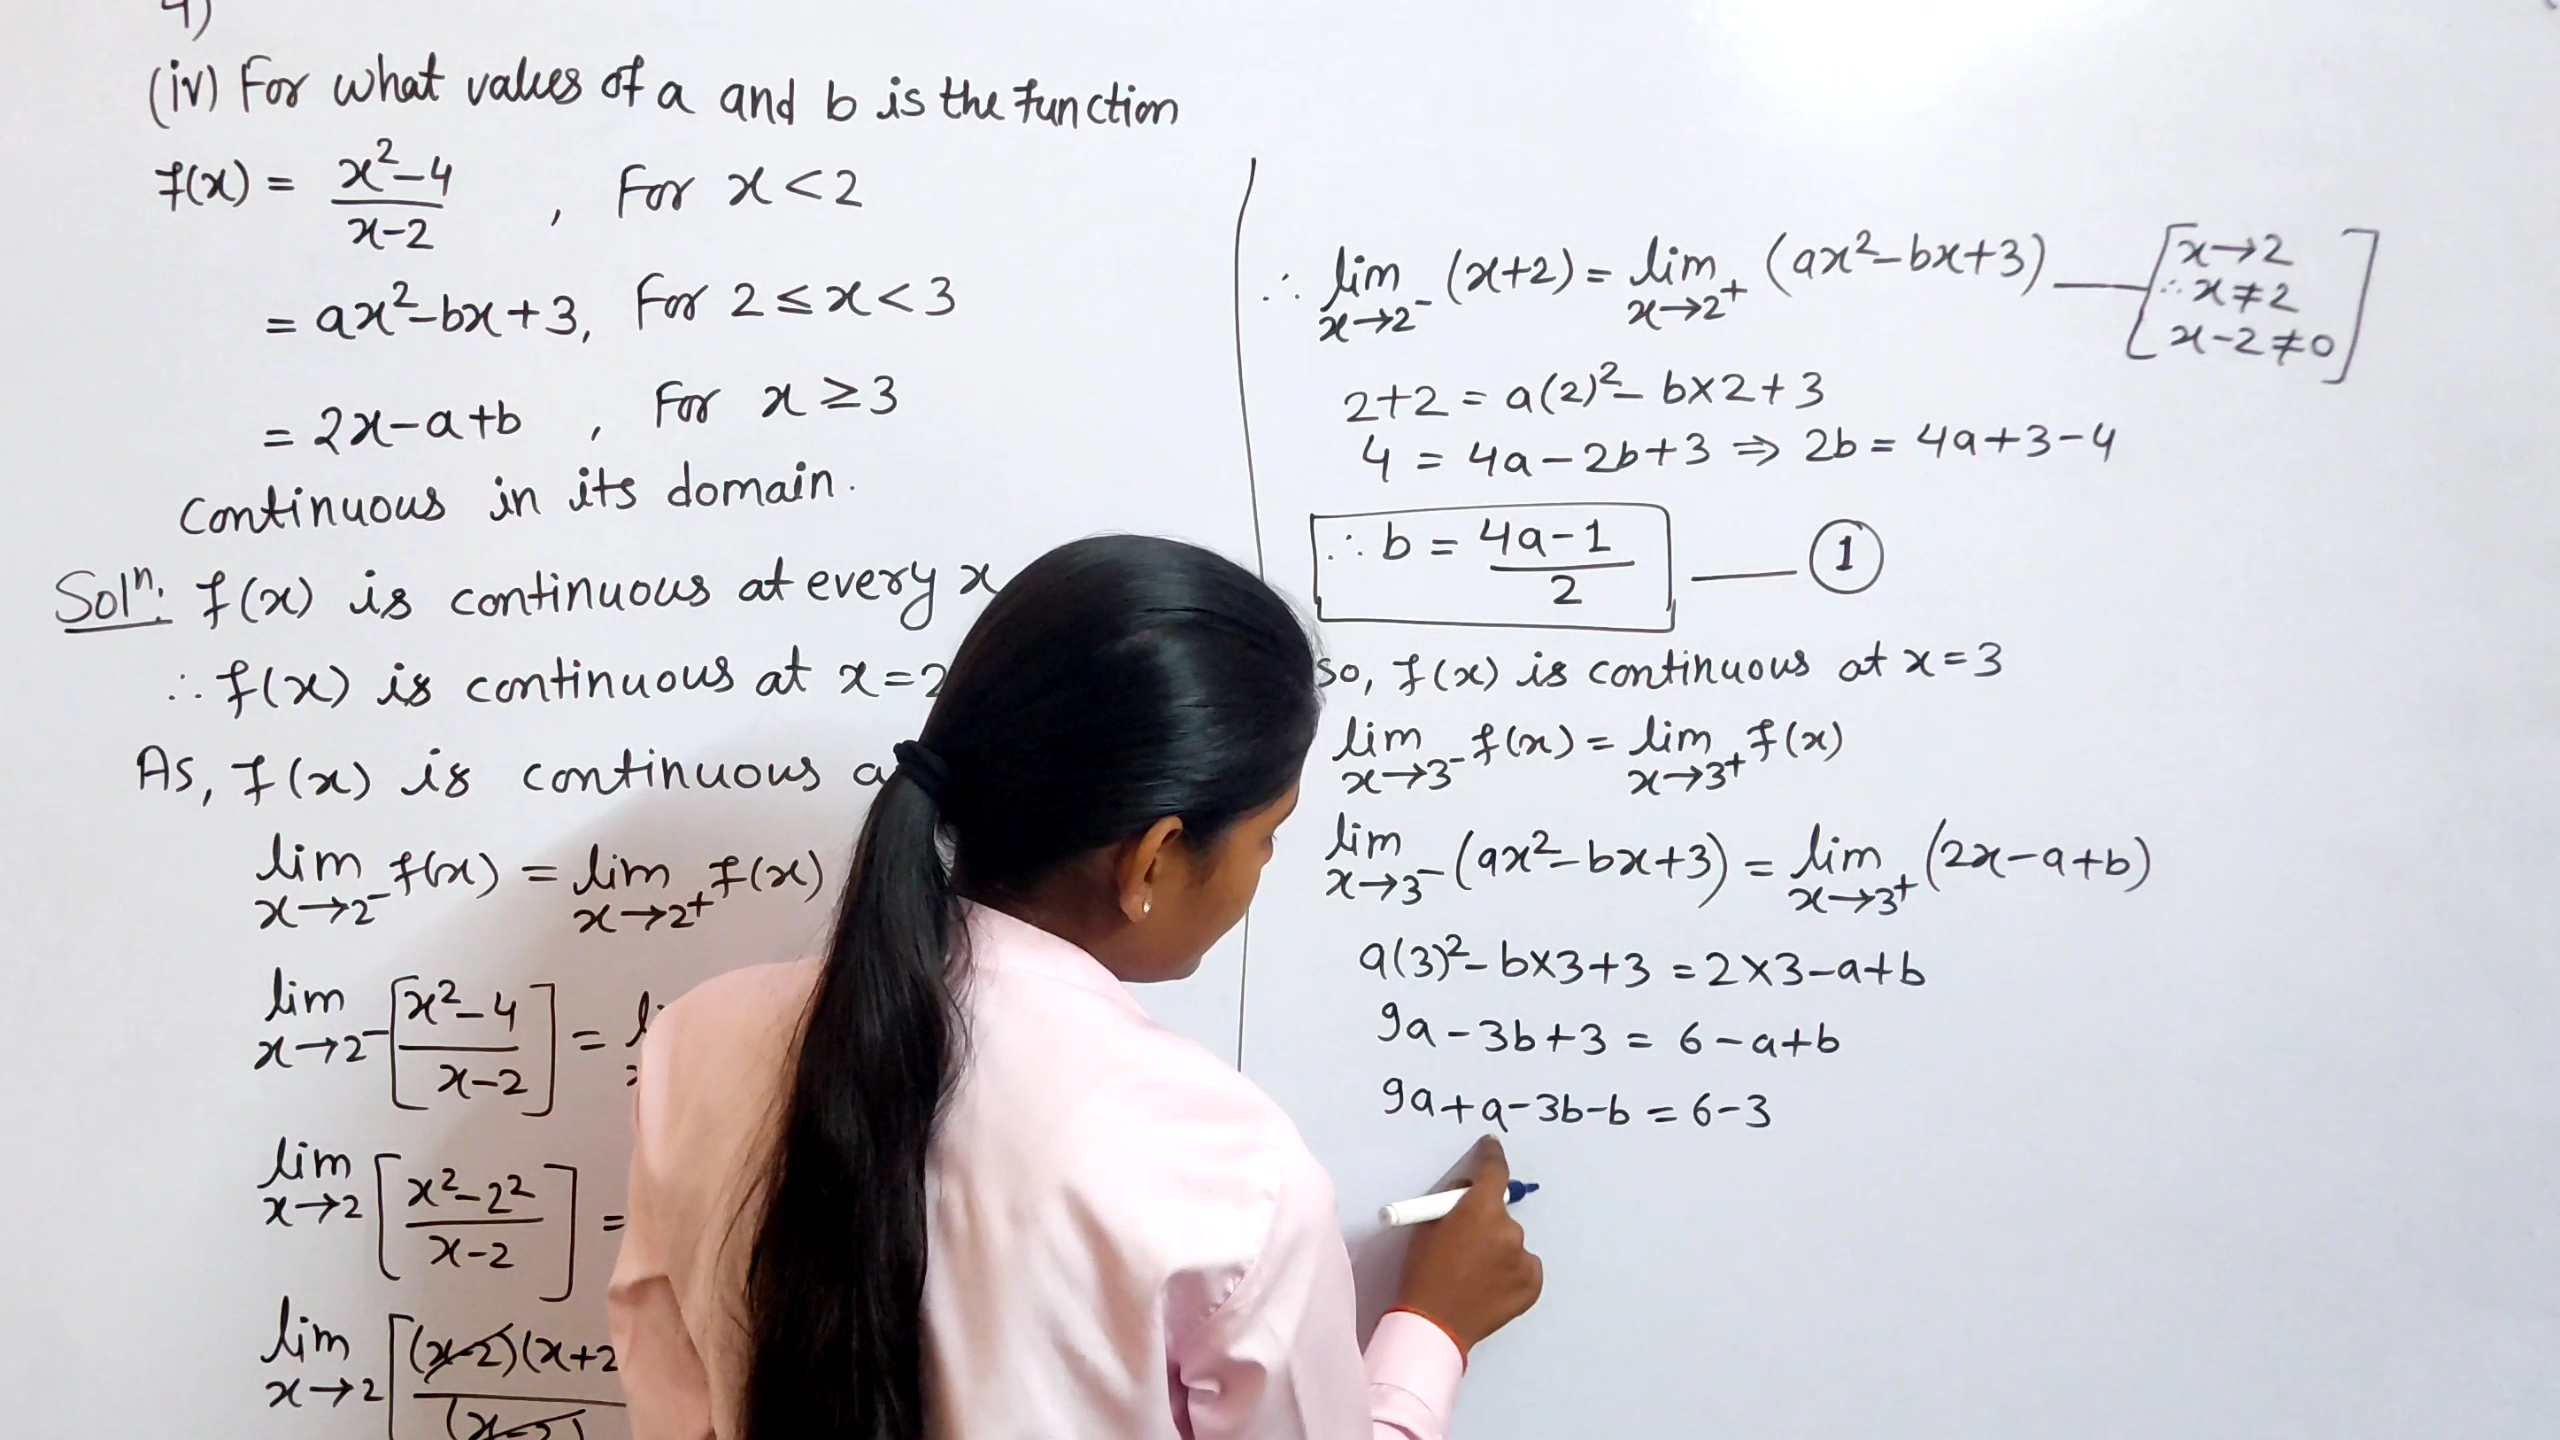 (iv) For what values of a and b is the function
f(x) = x²-4 / x-2 , For x < 2
= ax²-bx+3, For 2 ≤ x < 3
= 2x-a+b , For x ≥ 3
continuous in its domain.
Solⁿ: f(x) is continuous at every x
∴ f(x) is continuous at x=2
As, f(x) is continuous
lim x→2⁻ f(x) = lim x→2⁺ f(x)
lim x→2⁻ [x²-4 / x-2] =
lim x→2 [x²-2² / x-2] =
lim x→2 [(x-2)(x+2 / (x-2)
∴ lim x→2⁻ (x+2) = lim x→2⁺ (ax²-bx+3) — [x→2 ∴ x≠2 x-2≠0]
2+2 = a(2)²- b×2+3
4 = 4a-2b+3 ⇒ 2b = 4a+3-4
∴ b = 4a-1 / 2 — ①
so, f(x) is continuous at x=3
lim x→3⁻ f(x) = lim x→3⁺ f(x)
lim x→3⁻ (ax²-bx+3) = lim x→3⁺ (2x-a+b)
a(3)²- b×3+3 = 2×3-a+b
9a-3b+3 = 6-a+b
9a+a-3b-b = 6-3